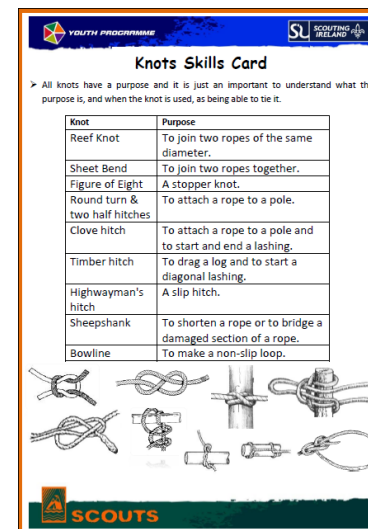 YOUTH PROGRAMME
SCOUTING
IRELAND
Knots Skills Card
➢ All knots have a purpose and it is just an important to understand what th
purpose is, and when the knot is used, as being able to tie it.
Knot Purpose
Reef Knot To join two ropes of the same
diameter.
Sheet Bend To join two ropes together.
Figure of Eight A stopper knot.
Round turn & To attach a rope to a pole.
two half hitches
Clove hitch To attach a rope to a pole and
to start and end a lashing.
Timber hitch To drag a log and to start a
diagonal lashing.
Highwayman's A slip hitch.
hitch
Sheepshank To shorten a rope or to bridge a
damaged section of a rope.
Bowline To make a non-slip loop.
SCOUTS